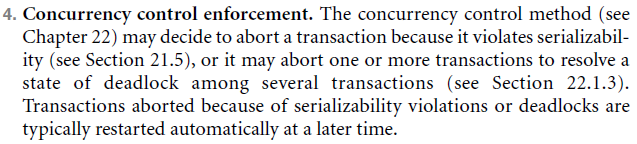 4. Concurrency control enforcement. The concurrency control method (see
Chapter 22) may decide to abort a transaction because it violates serializabil-
ity (see Section 21.5), or it may abort one or more transactions to resolve a
state of deadlock among several transactions (see Section 22.1.3).
Transactions aborted because of serializability violations or deadlocks are
typically restarted automatically at a later time.